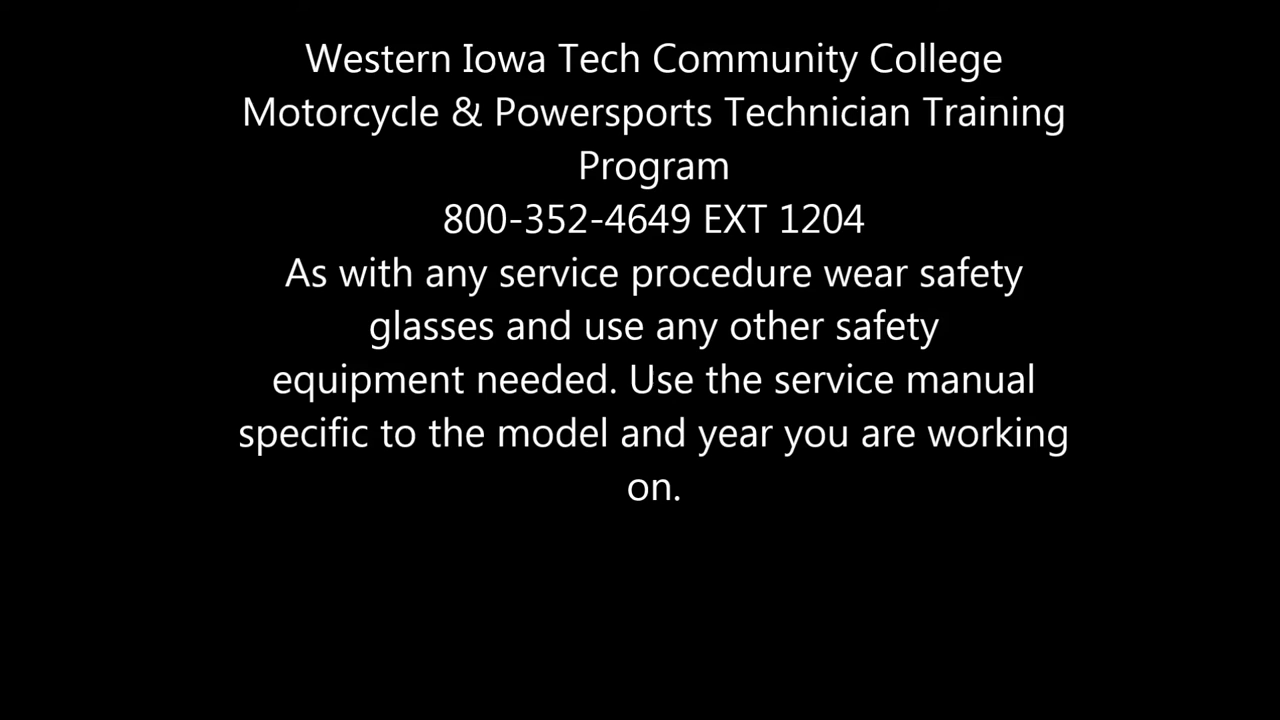 Western Iowa Tech Community College
Motorcycle & Powersports Technician Training
Program
800-352-4649 EXT 1204
As with any service procedure wear safety
glasses and use any other safety
equipment needed. Use the service manual
specific to the model and year you are working
on.